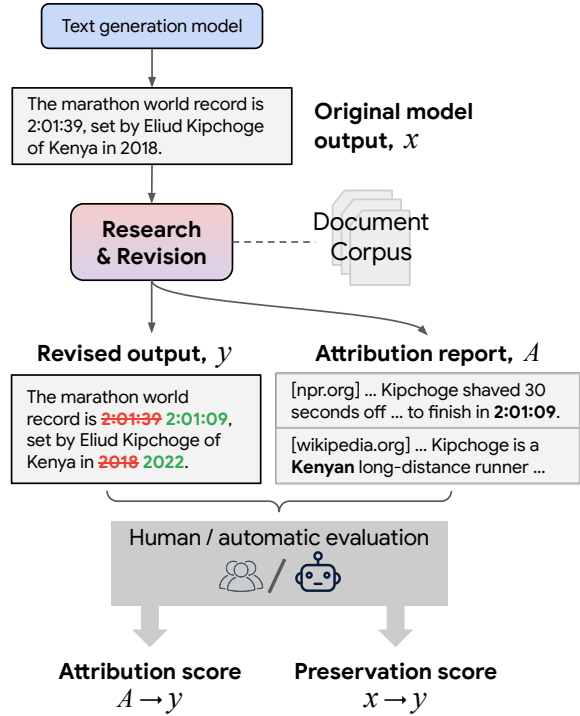 Text generation model
The marathon world record is
2:01:39, set by Eliud Kipchoge
of Kenya in 2018.
Original model
output, x
Research
& Revision
Document
Corpus
Revised output, y
Attribution report, A
The marathon world
record is 2:01:39 2:01:09,
set by Eliud Kipchoge of
Kenya in 2018 2022.
[npr.org] ... Kipchoge shaved 30
seconds off ... to finish in 2:01:09.
[wikipedia.org] ... Kipchoge is a
Kenyan long-distance runner ...
Human / automatic evaluation
/
Attribution score
A → y
Preservation score
x → y